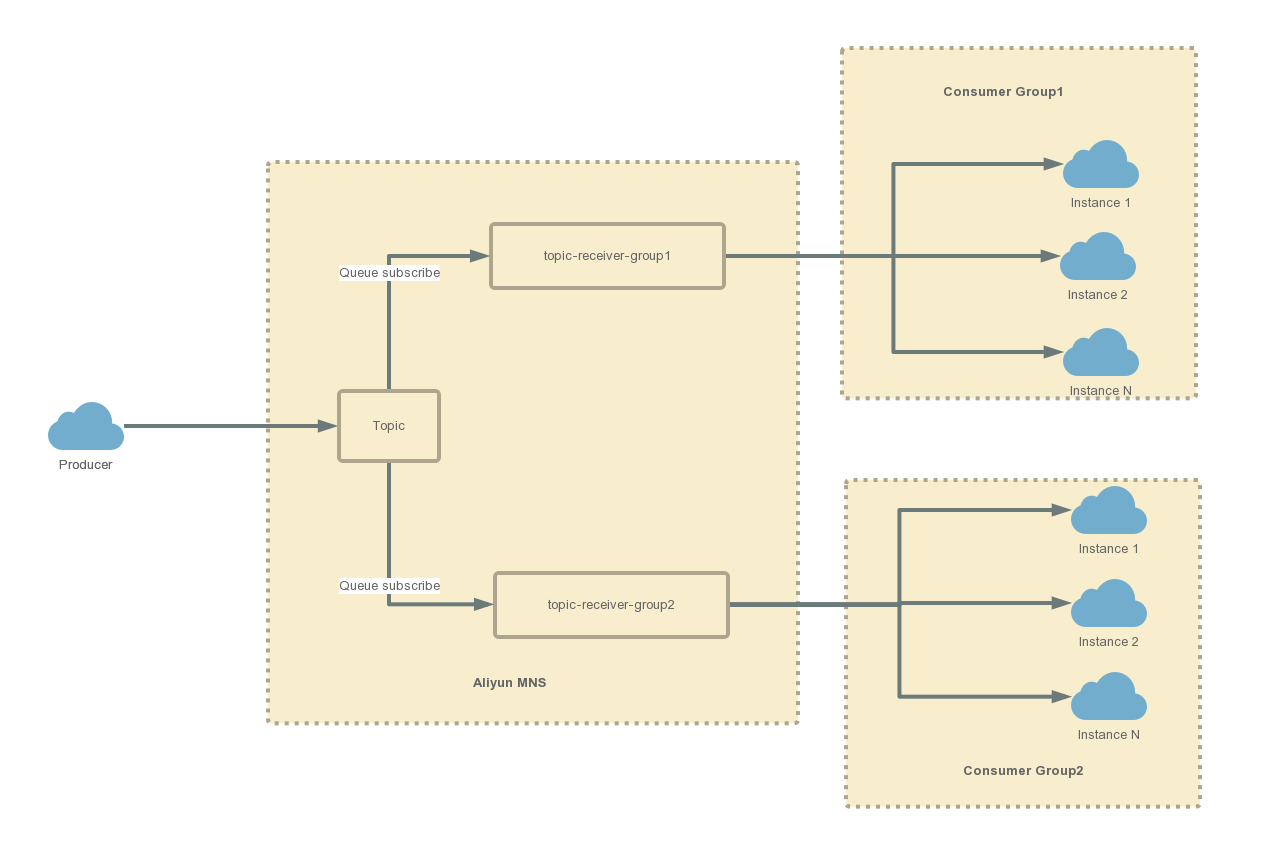 Consumer Group1
Instance 1
Queue subscribe
topic-receiver-group1
Instance 2
Instance N
Topic
Producer
Instance 1
Queue subscribe
topic-receiver-group2
Instance 2
Aliyun MNS
Instance N
Consumer Group2